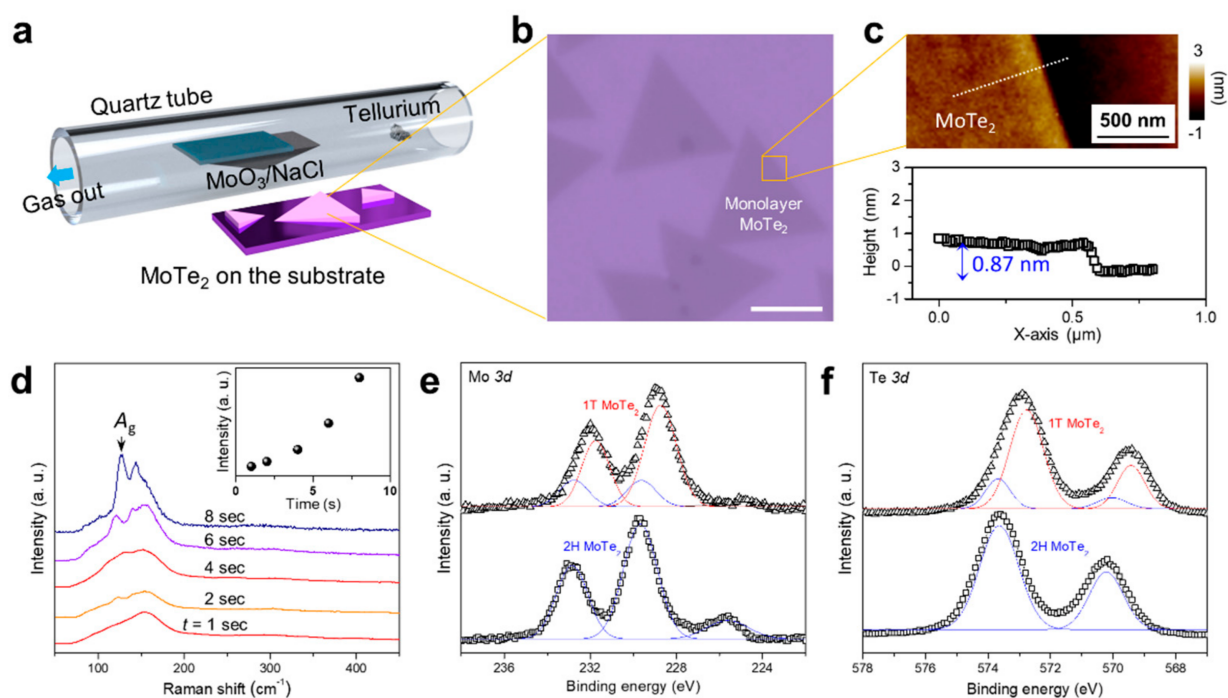 a
Quartz tube
Tellurium
MoO3/NaCl
Gas out
MoTe2 on the substrate
b
Monolayer
MoTe2
c
MoTe2
500 nm
3
(nm)
-1
3
2
1
0
-1
Height (nm)
0.87 nm
0.0
0.5
1.0
X-axis (μm)
d
Ag
Intensity (a. u.)
0
5
10
Time (s)
8 sec
6 sec
4 sec
2 sec
t = 1 sec
Intensity (a. u.)
100
200
300
400
Raman shift (cm-1)
e
Mo 3d
1T MoTe2
2H MoTe2
Intensity (a. u.)
236
232
228
224
Binding energy (eV)
f
Te 3d
1T MoTe2
2H MoTe2
Intensity (a. u.)
578
576
574
572
570
568
Binding energy (eV)